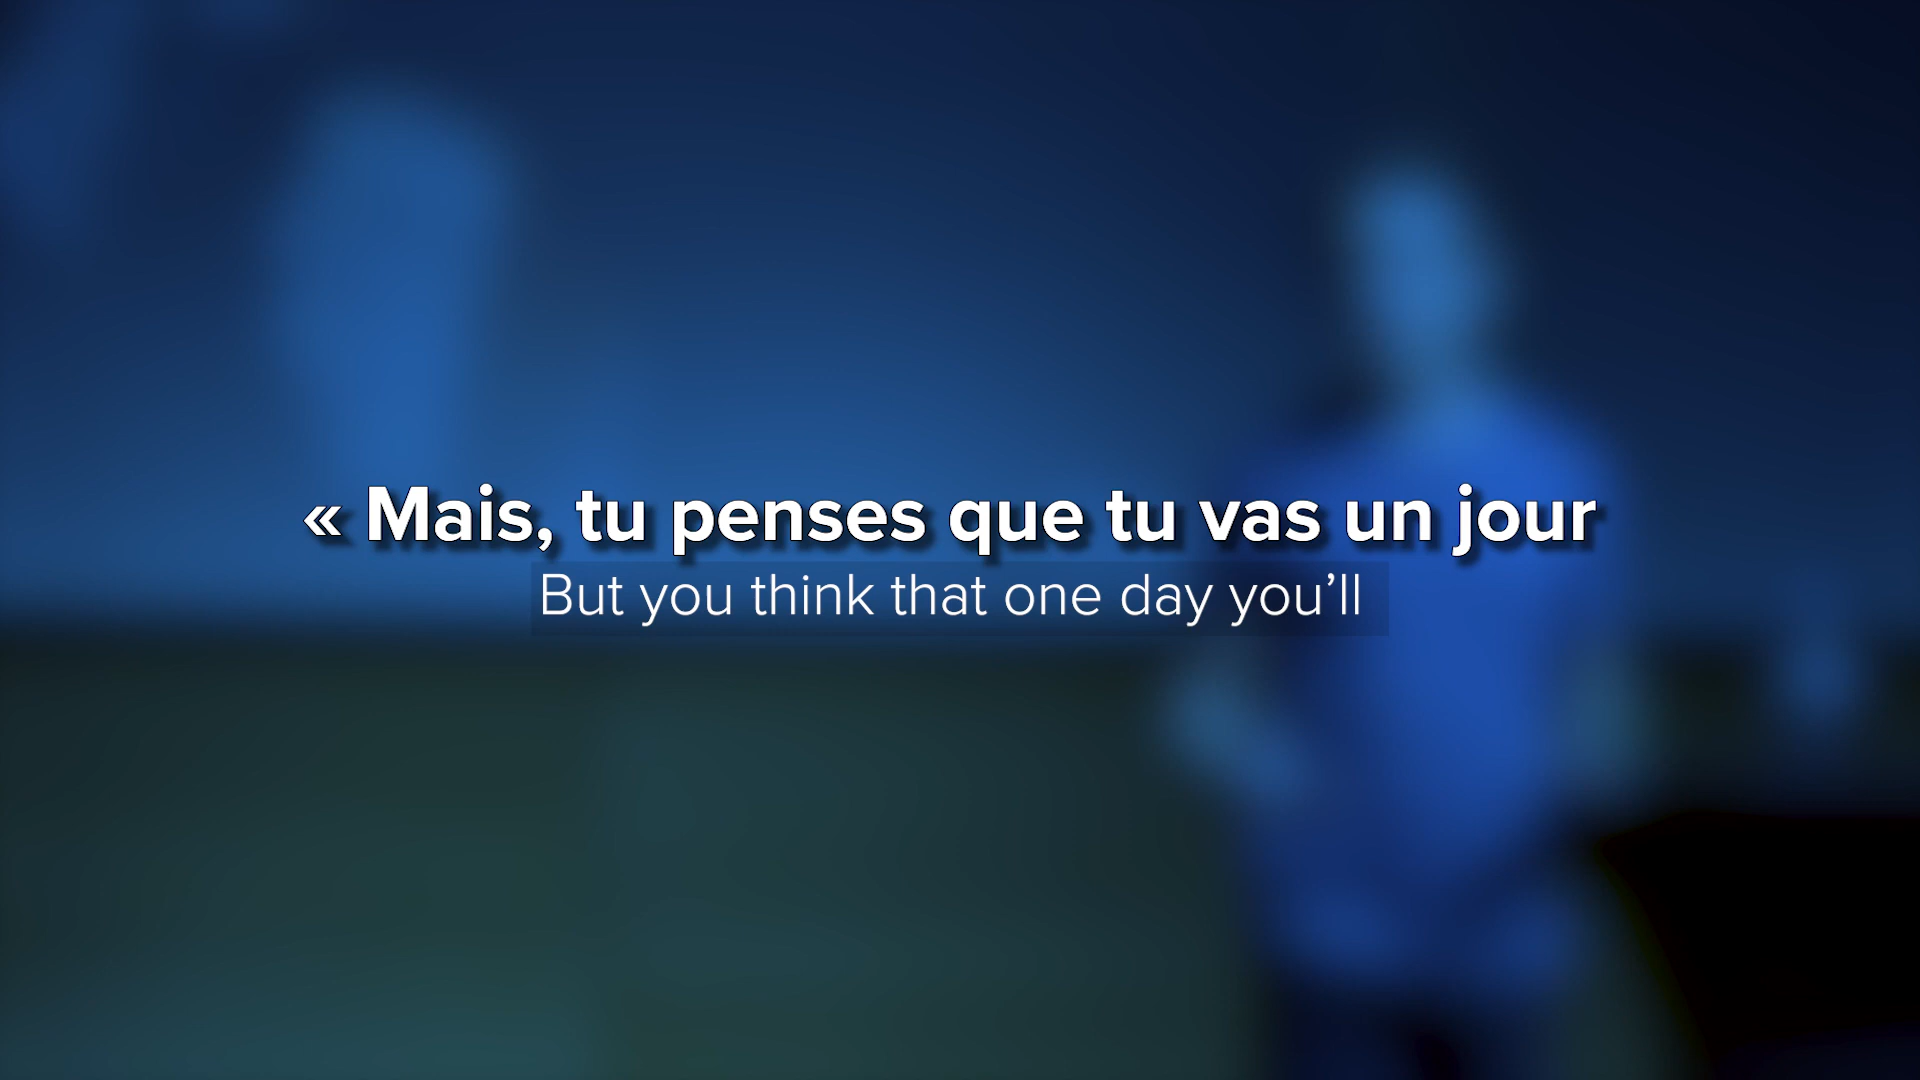 « Mais, tu penses que tu vas un jour
But you think that one day you’ll